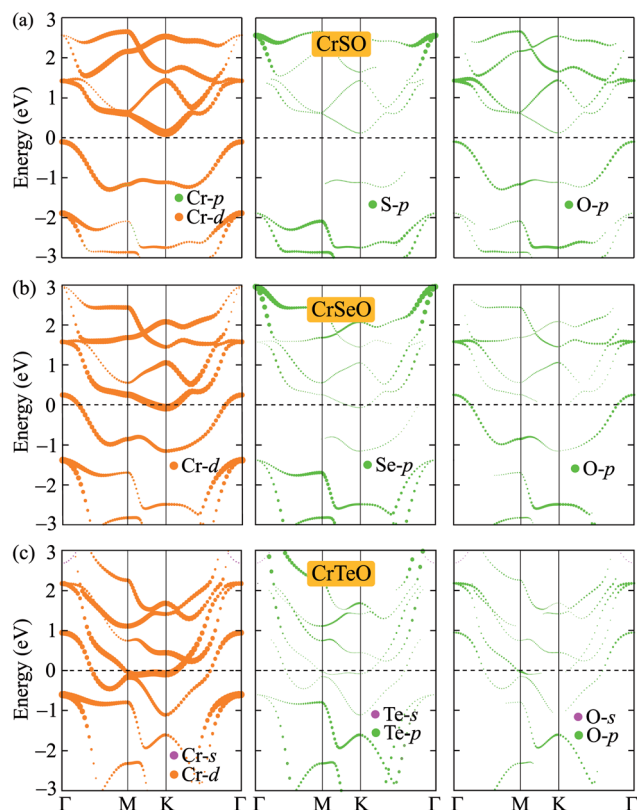 (a)
CrSO
3
2
1
0
−1
−2
−3
Energy (eV)
Cr-p
Cr-d
S-p
O-p
(b)
CrSeO
3
2
1
0
−1
−2
−3
Energy (eV)
Cr-d
Se-p
O-p
(c)
CrTeO
3
2
1
0
−1
−2
−3
Energy (eV)
Cr-s
Cr-d
Te-s
Te-p
O-s
O-p
Γ M K Γ M K Γ M K Γ